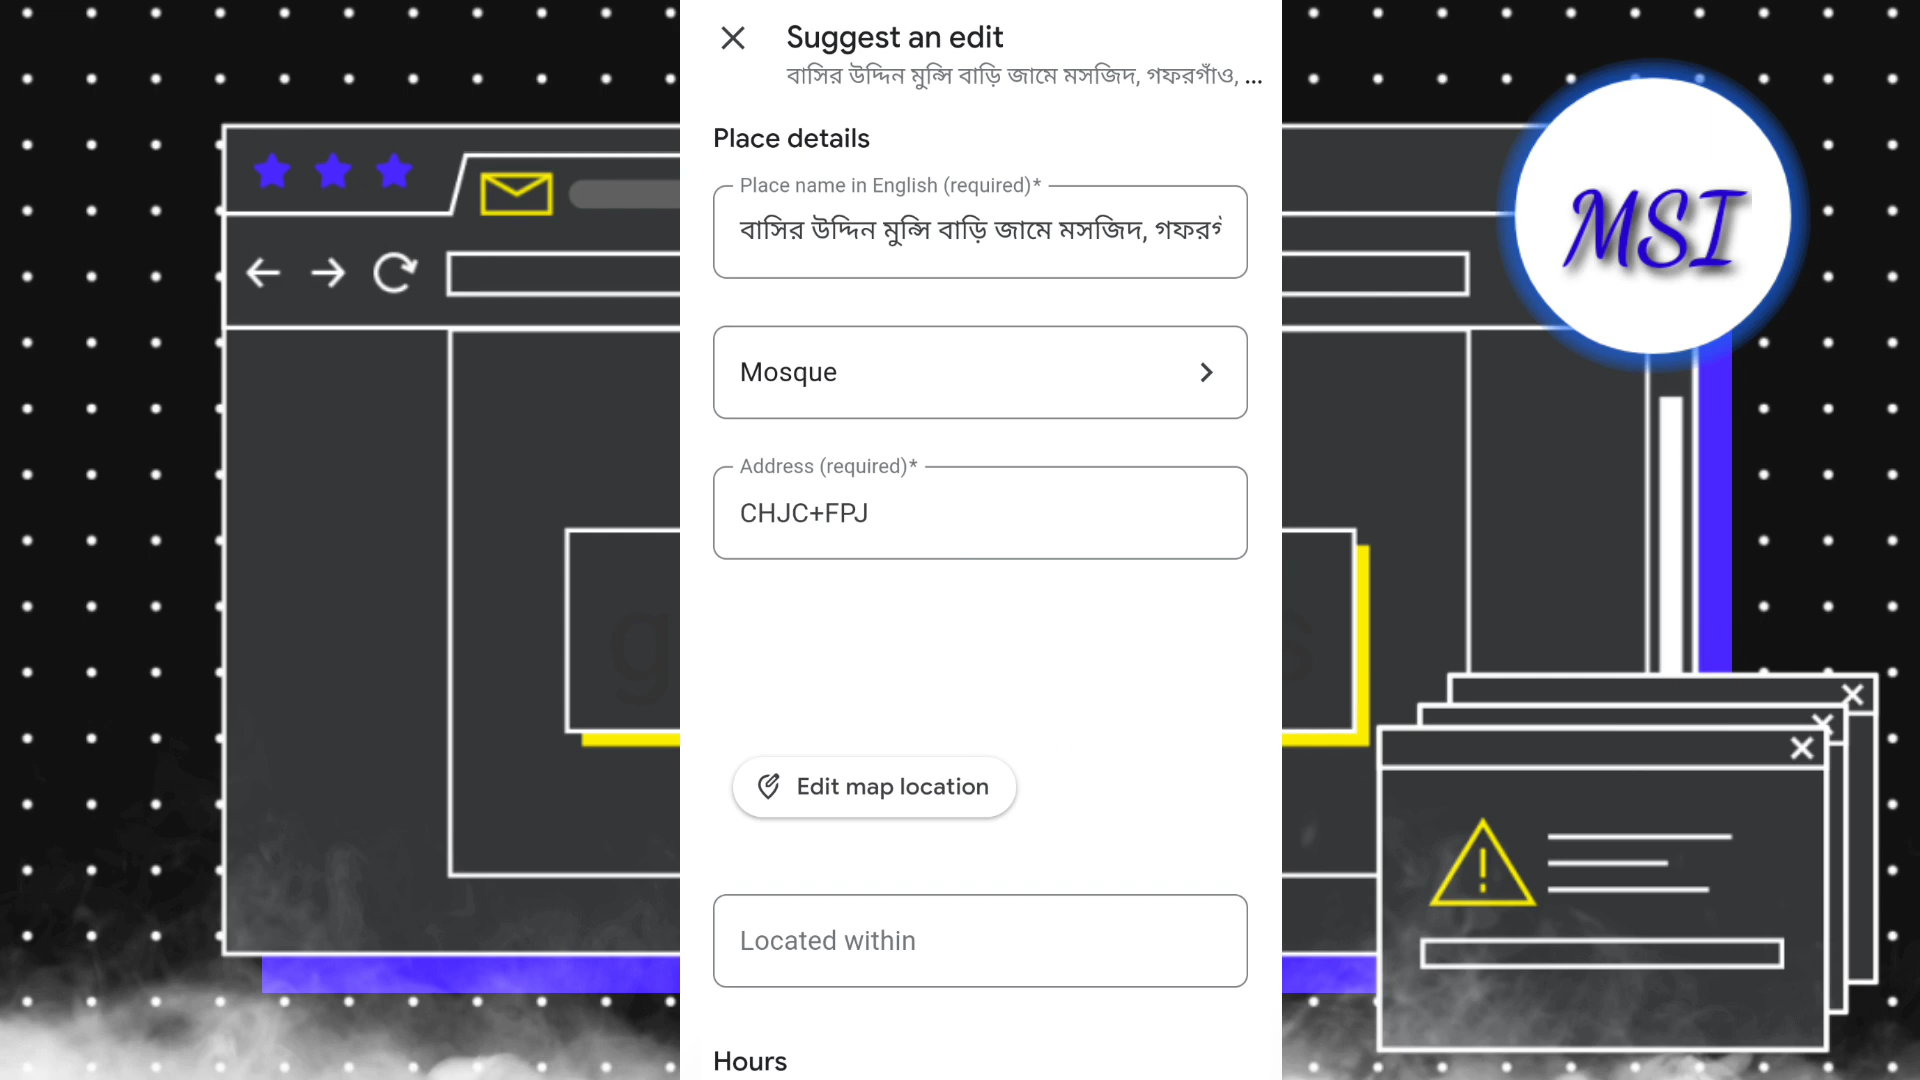 Suggest an edit
বাসির উদ্দিন মুন্সি বাড়ি জামে মসজিদ, গফরগাঁও, ...
Place details
Place name in English (required)*
বাসির উদ্দিন মুন্সি বাড়ি জামে মসজিদ,
Mosque
Address (required)*
CHJC+FPJ
Edit map location
Located within
Hours
MSI